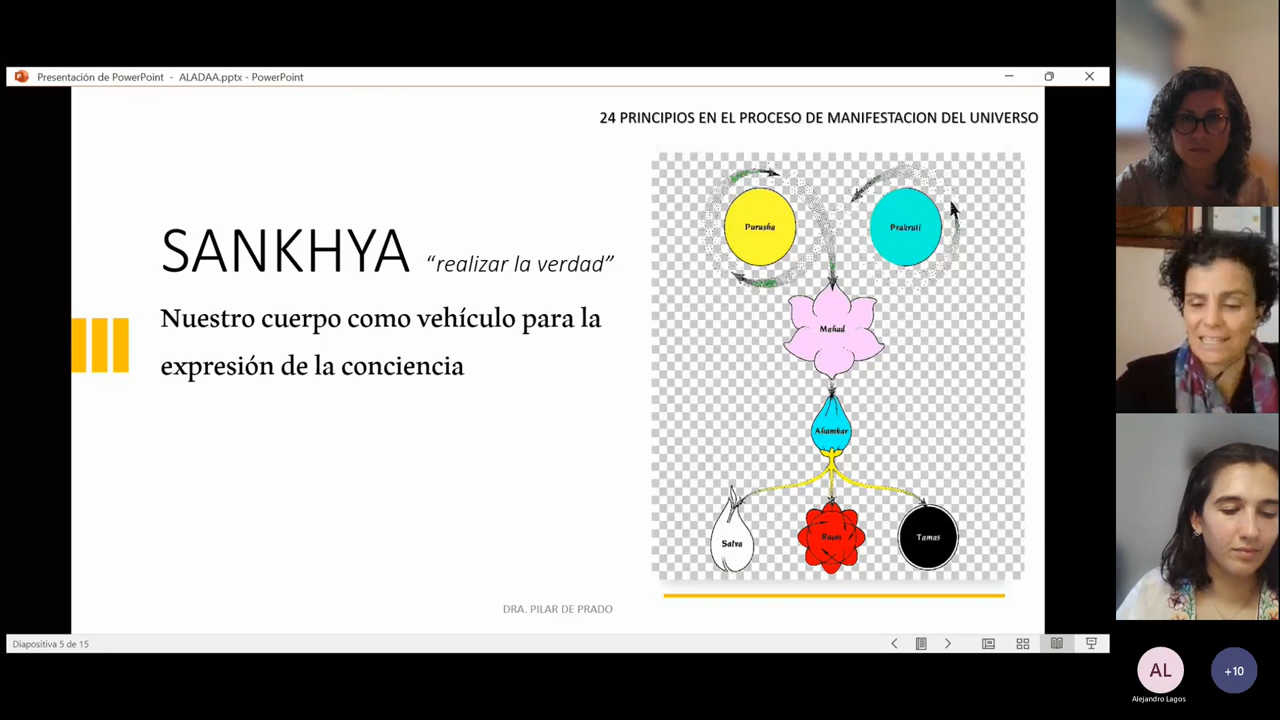 Presentación de PowerPoint - ALADAA.pptx - PowerPoint
24 PRINCIPIOS EN EL PROCESO DE MANIFESTACION DEL UNIVERSO
SANKHYA "realizar la verdad"
Nuestro cuerpo como vehículo para la
expresión de la conciencia
Purusha
Prakruti
Mahad
Ahamkar
Satva
Rajas
Tamas
DRA. PILAR DE PRADO
Diapositiva 5 de 15
AL
+10
Alejandro Lagos